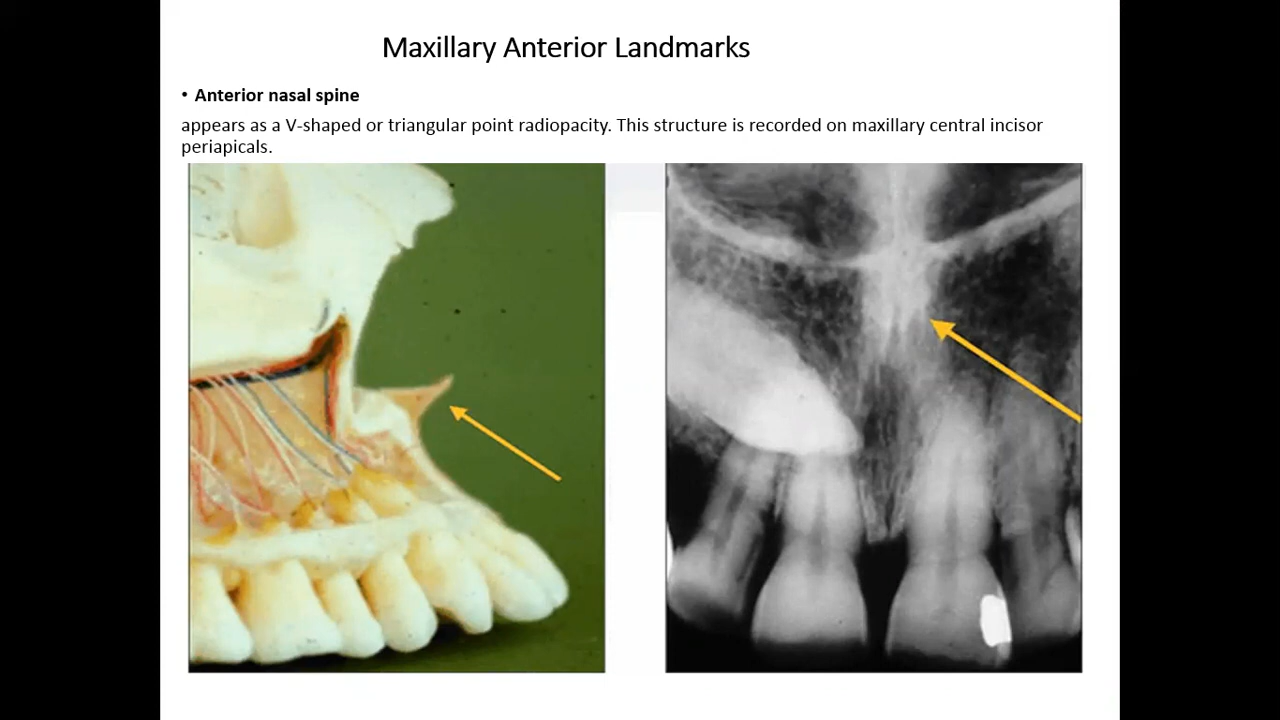 Maxillary Anterior Landmarks
• Anterior nasal spine
appears as a V-shaped or triangular point radiopacity. This structure is recorded on maxillary central incisor
periapicals.